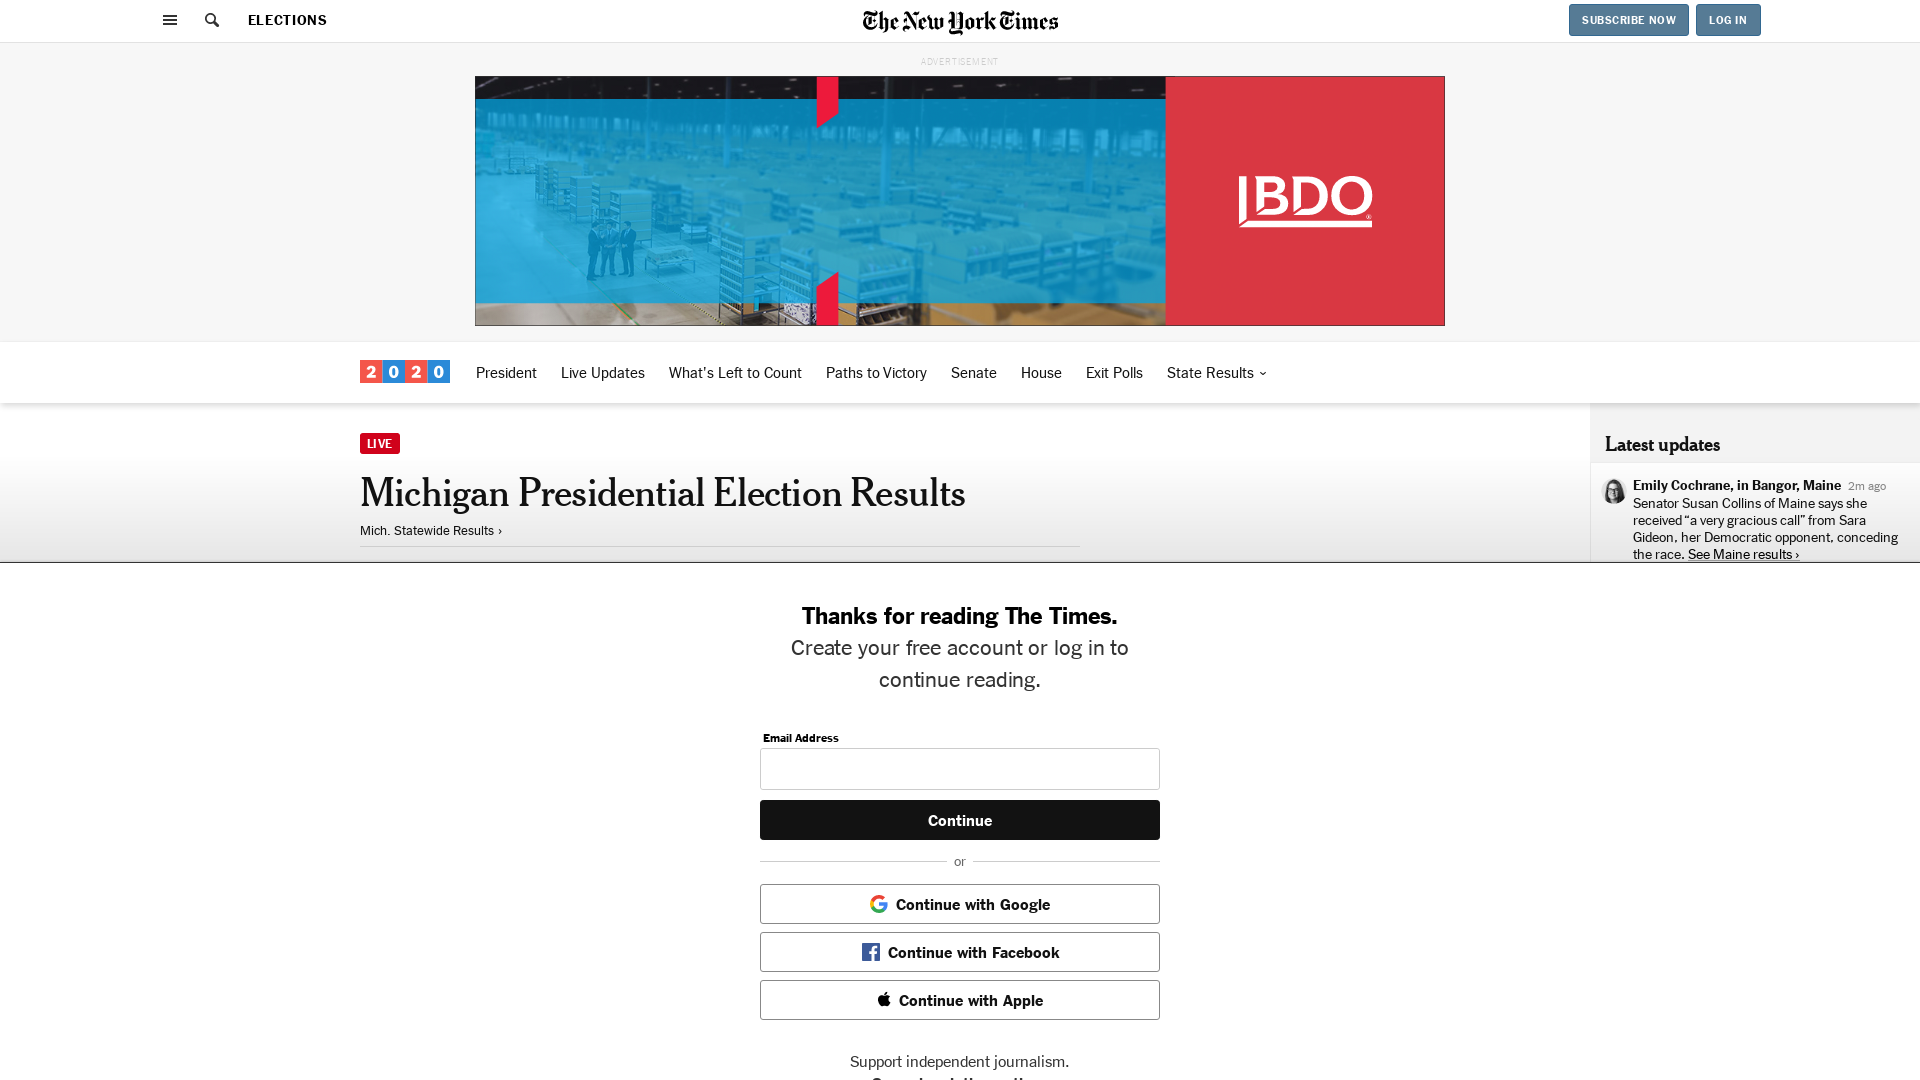 ELECTIONS
The New York Times
SUBSCRIBE NOW
LOG IN
ADVERTISEMENT
BDO
2020
President
Live Updates
What's Left to Count
Paths to Victory
Senate
House
Exit Polls
State Results
LIVE
Michigan Presidential Election Results
Mich. Statewide Results ›
Latest updates
Emily Cochrane, in Bangor, Maine 2m ago
Senator Susan Collins of Maine says she
received “a very gracious call” from Sara
Gideon, her Democratic opponent, conceding
the race. See Maine results ›
Thanks for reading The Times.
Create your free account or log in to
continue reading.
Email Address
Continue
or
Continue with Google
Continue with Facebook
Continue with Apple
Support independent journalism.